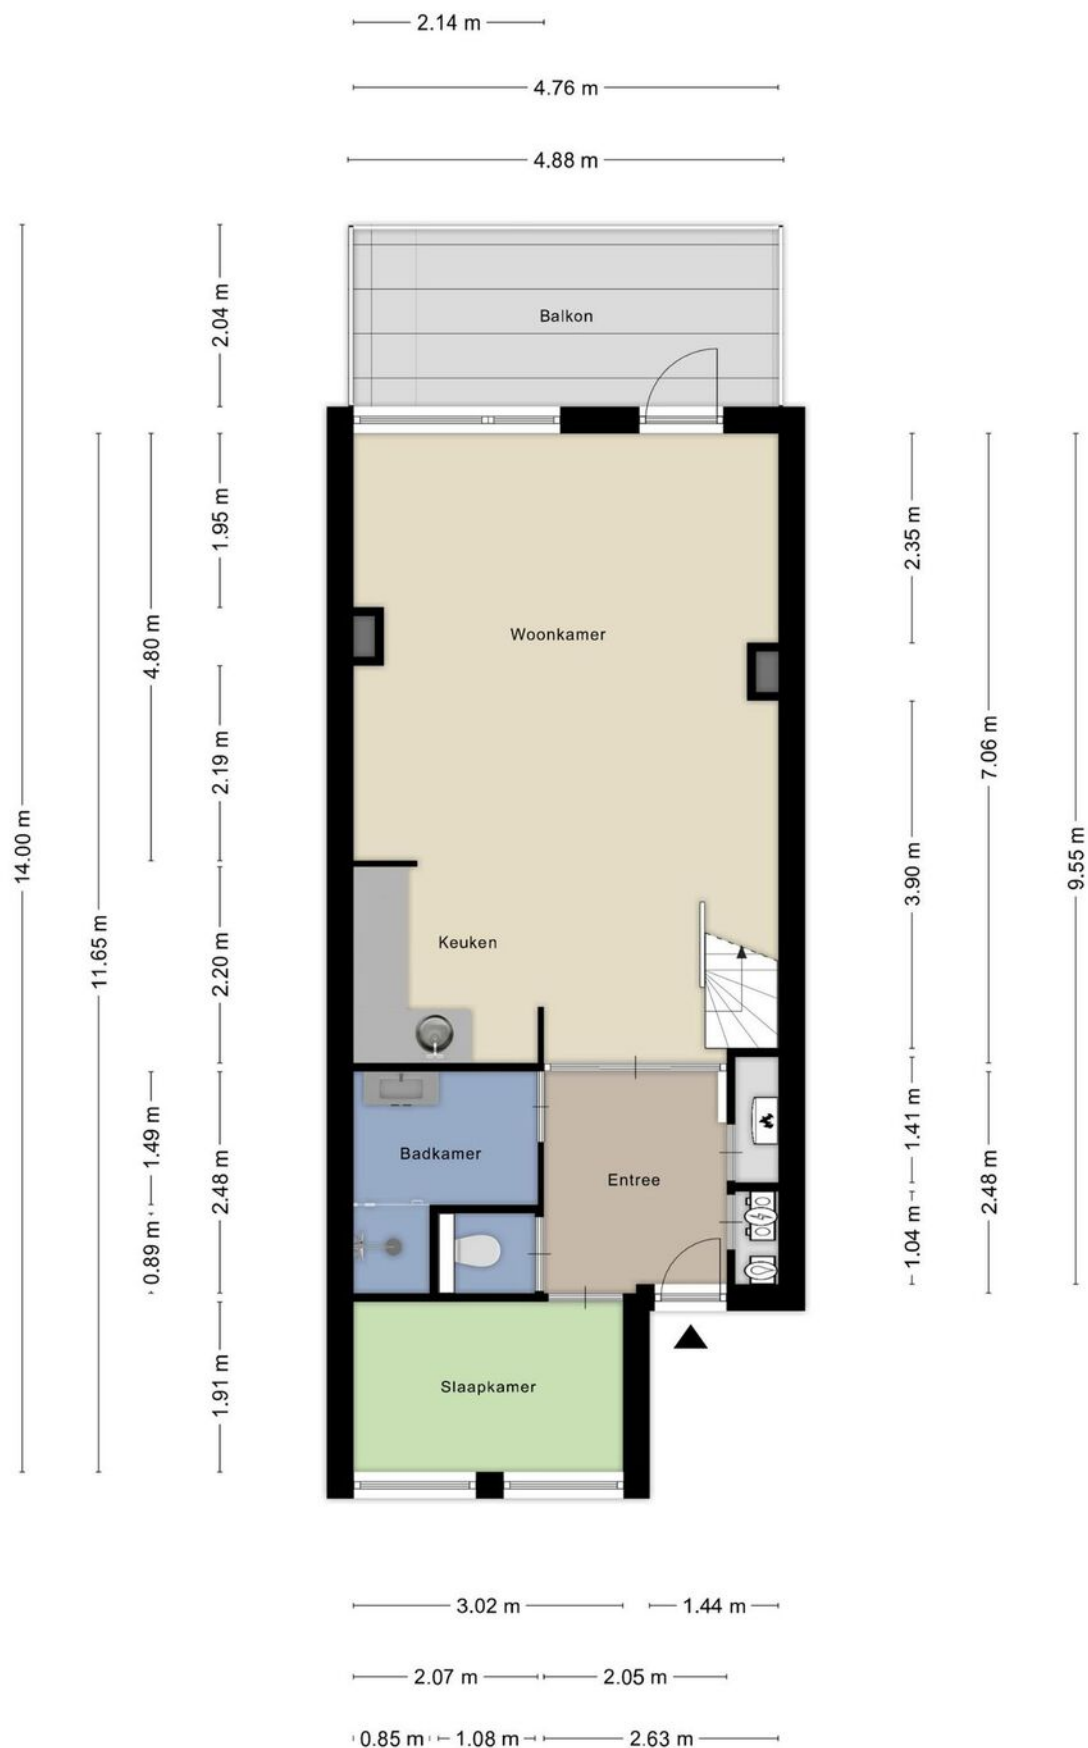 2.14 m
4.76 m
4.88 m
2.04 m
Balkon
1.95 m
2.35 m
4.80 m
Woonkamer
7.06 m
2.19 m
14.00 m
9.55 m
3.90 m
11.65 m
2.20 m
Keuken
1.49 m
1.41 m
Badkamer
2.48 m
Entree
2.48 m
0.89 m
1.04 m
1.91 m
Slaapkamer
3.02 m
1.44 m
2.07 m
2.05 m
0.85 m
1.08 m
2.63 m